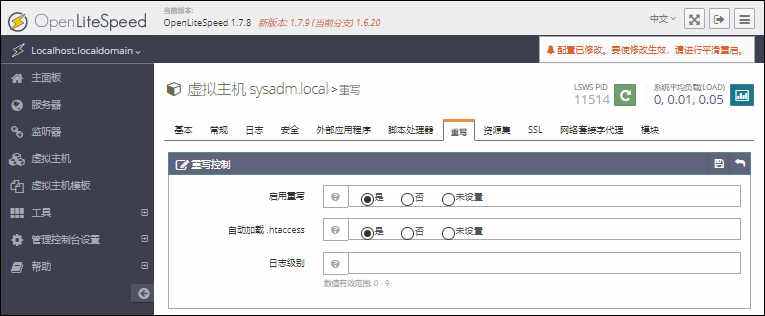 OpenLiteSpeed
当前版本:
OpenLiteSpeed 1.7.8 新版本: 1.7.9 (当前分支) 1.6.20
中文
Localhost.localdomain
配置已修改。要使修改生效，请进行平滑重启。
主面板
服务器
监听器
虚拟主机
虚拟主机模板
工具
管理控制台设置
帮助
虚拟主机 sysadm.local > 重写
LSWS PID
11514
系统平均负载(LOAD)
0, 0.01, 0.05
基本 常规 日志 安全 外部应用程序 脚本处理器 重写 资源集 SSL 网络套接字代理 模块
重写控制
启用重写 是 否 未设置
自动加载 .htaccess 是 否 未设置
日志级别
数值有效范围: 0 - 9